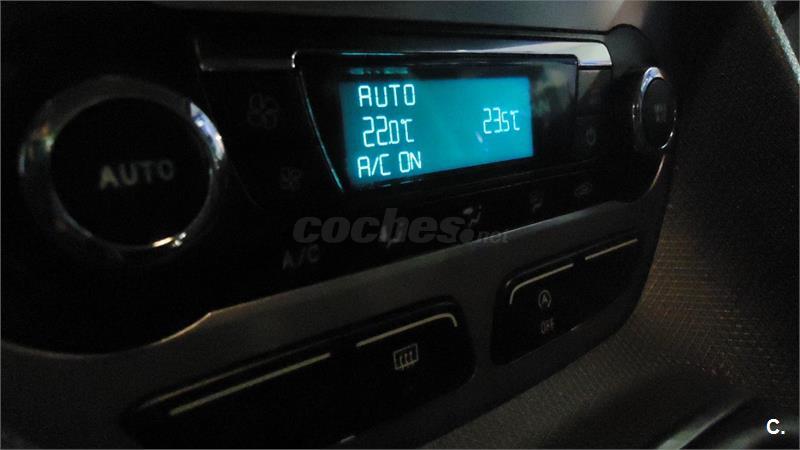 AUTO
22.0℃ 23.5℃
A/C ON
AUTO
A/C
coches.net
OFF
C.